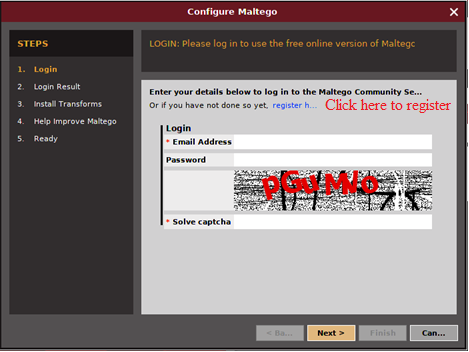 Configure Maltego
STEPS
1. Login
2. Login Result
3. Install Transforms
4. Help Improve Maltego
5. Ready
LOGIN: Please log in to use the free online version of Maltegc
Enter your details below to log in to the Maltego Community Se...
Or if you have not done so yet, register h... Click here to register
Login
* Email Address
Password
* Solve captcha
< Ba...
Next >
Finish
Can...